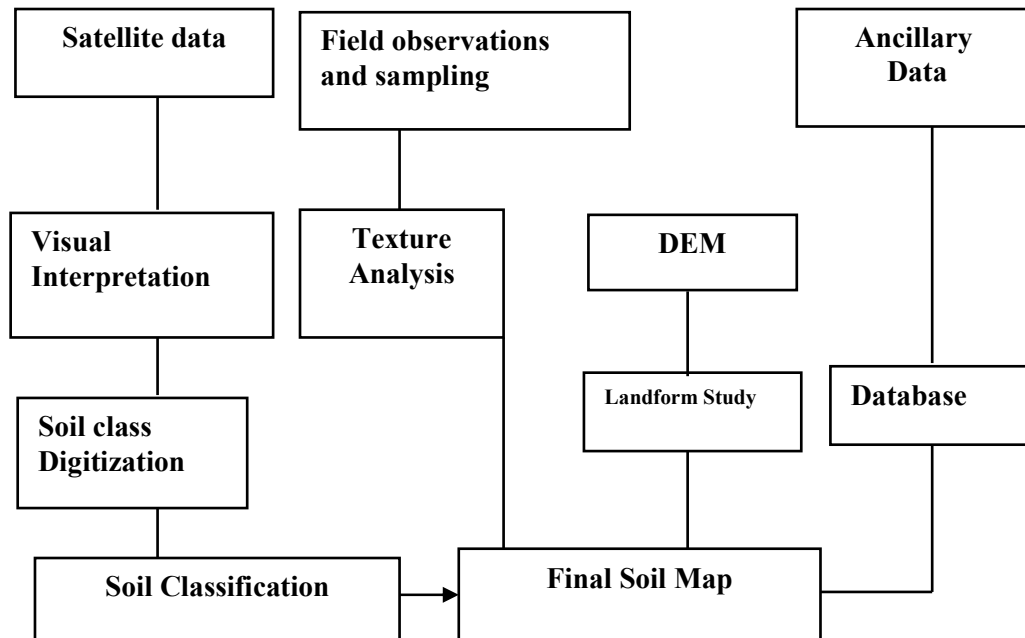 Satellite data
Field observations
and sampling
Ancillary
Data
Visual
Interpretation
Texture
Analysis
DEM
Landform Study
Database
Soil class
Digitization
Soil Classification
Final Soil Map